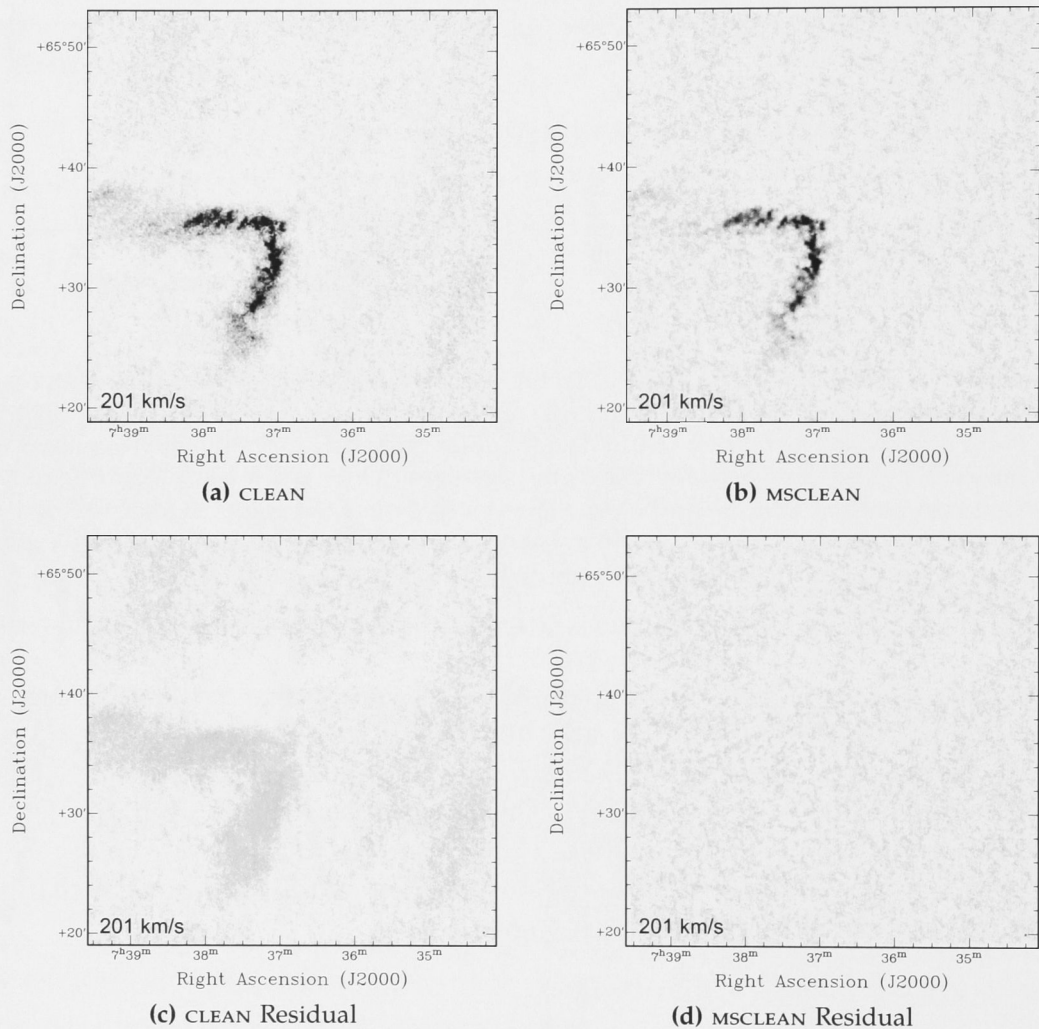 +65°50′
+40′
+30′
+20′
Declination (J2000)
201 km/s
7ʰ39ᵐ 38ᵐ 37ᵐ 36ᵐ 35ᵐ
Right Ascension (J2000)
(a) CLEAN
+65°50′
+40′
+30′
+20′
Declination (J2000)
201 km/s
7ʰ39ᵐ 38ᵐ 37ᵐ 36ᵐ 35ᵐ
Right Ascension (J2000)
(b) MSCLEAN
+65°50′
+40′
+30′
+20′
Declination (J2000)
201 km/s
7ʰ39ᵐ 38ᵐ 37ᵐ 36ᵐ 35ᵐ
Right Ascension (J2000)
(c) CLEAN Residual
+65°50′
+40′
+30′
+20′
Declination (J2000)
201 km/s
7ʰ39ᵐ 38ᵐ 37ᵐ 36ᵐ 35ᵐ
Right Ascension (J2000)
(d) MSCLEAN Residual